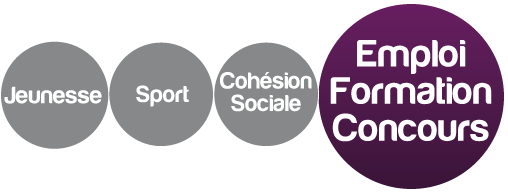 Jeunesse
Sport
Cohésion
Sociale
Emploi
Formation
Concours